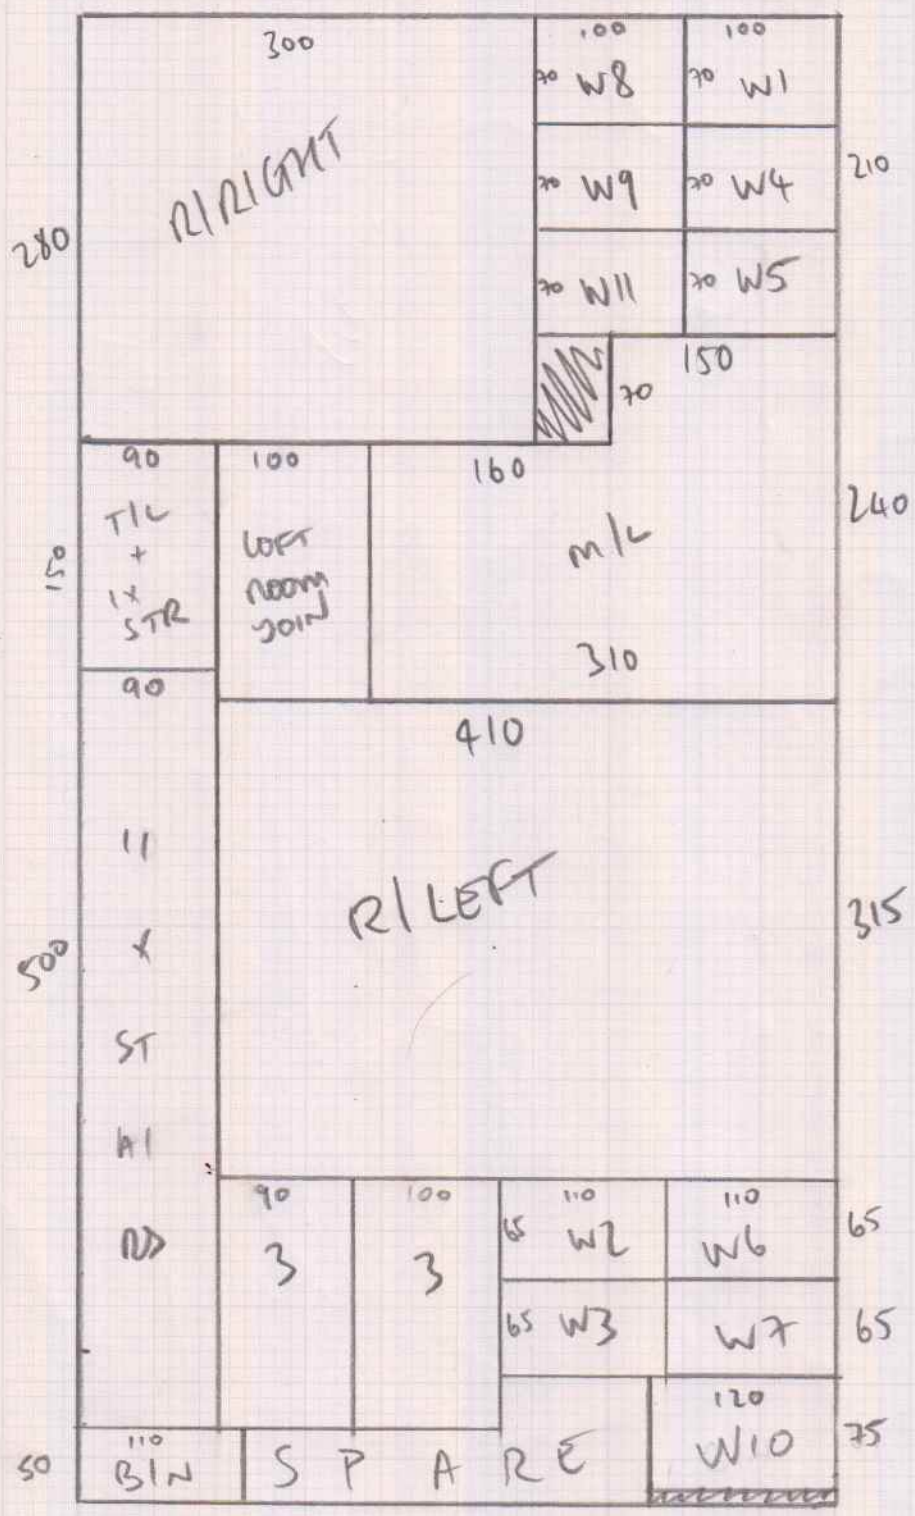 300
100
100
70 W8
70 W1
R/RIGHT
210
70 W9
70 W4
280
70 W11
70 W5
150
70
90
100
160
T/L
+
1X
STR
LOFT
ROOM
JOIN
M/L
240
150
310
90
410
11
X
ST
AI
RS
R/LEFT
315
500
90
100
110
110
65 W2
W6
65
3
3
65 W3
W7
65
120
110
W10
75
50
BIN
SPARE